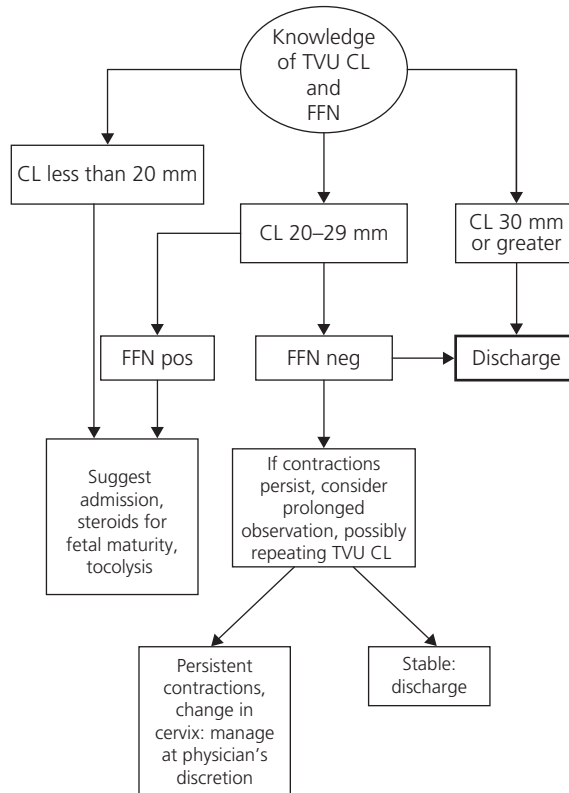 Knowledge
of TVU CL
and
FFN
CL less than 20 mm
CL 20–29 mm
CL 30 mm
or greater
FFN pos
FFN neg
Discharge
Suggest
admission,
steroids for
fetal maturity,
tocolysis
If contractions
persist, consider
prolonged
observation, possibly
repeating TVU CL
Persistent
contractions,
change in
cervix: manage
at physician’s
discretion
Stable:
discharge